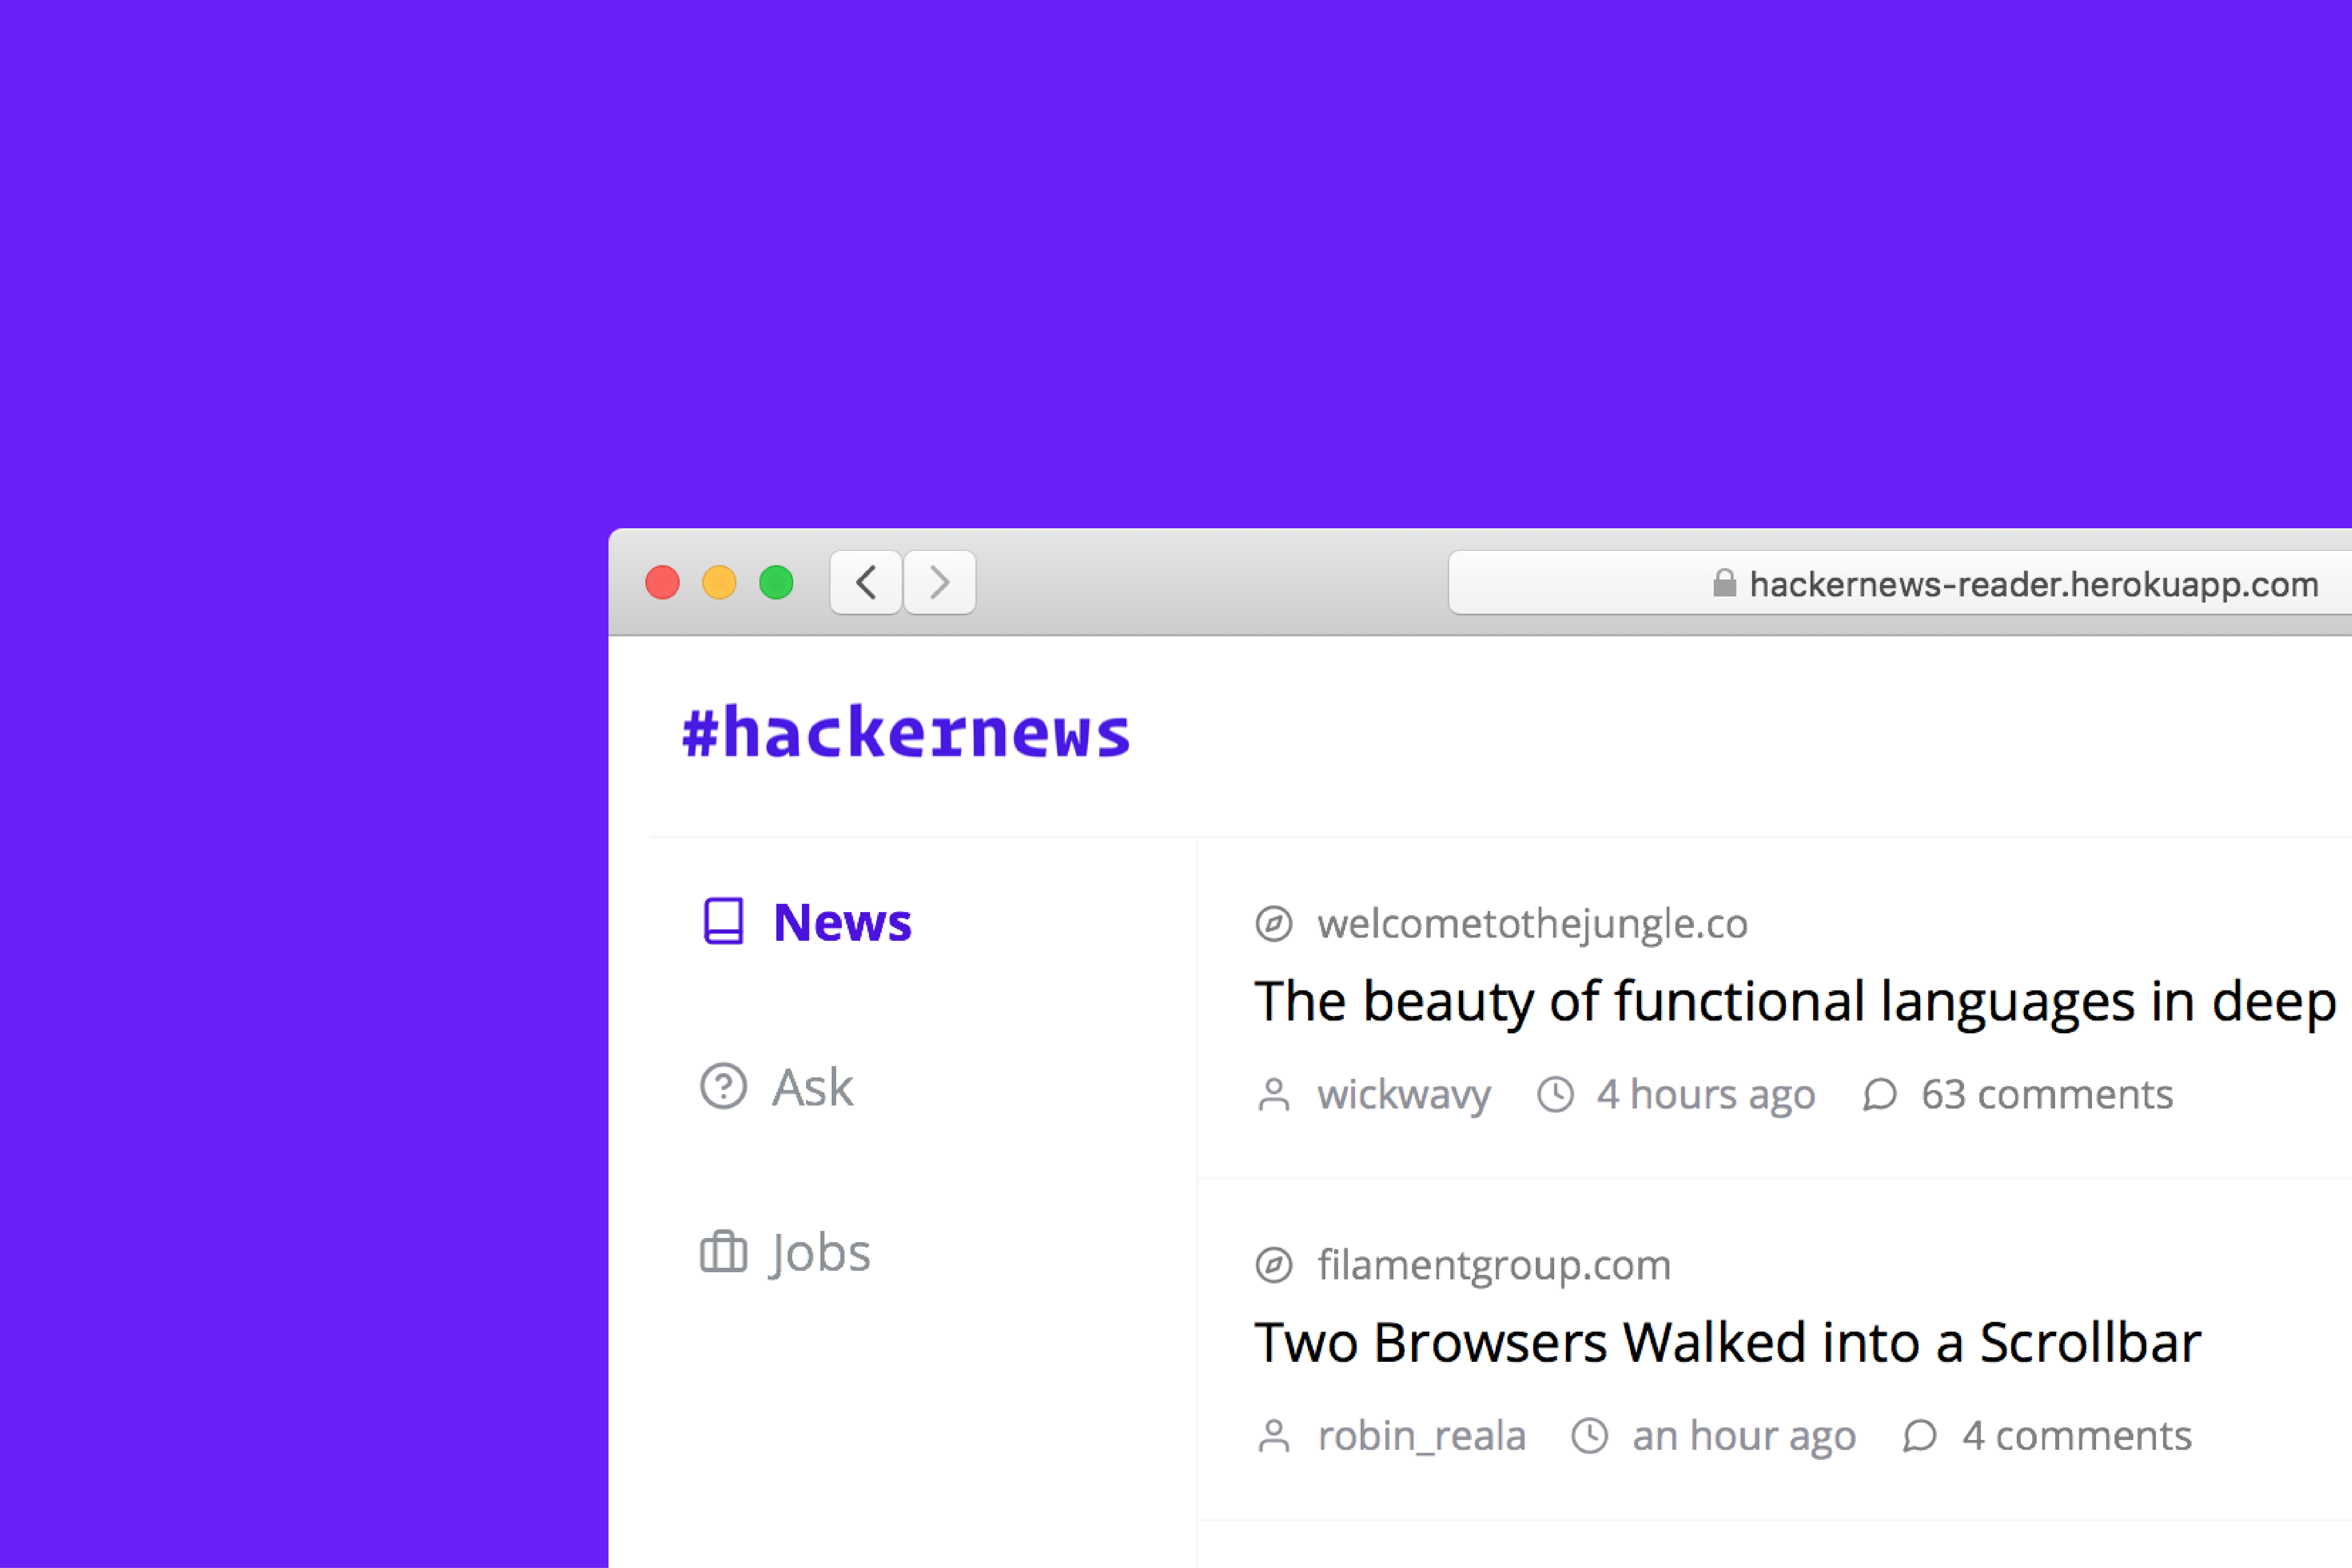 hackernews-reader.herokuapp.com
#hackernews
News
Ask
Jobs
welcometothejungle.co
The beauty of functional languages in deep
wickwavy 4 hours ago 63 comments
filamentgroup.com
Two Browsers Walked into a Scrollbar
robin_reala an hour ago 4 comments